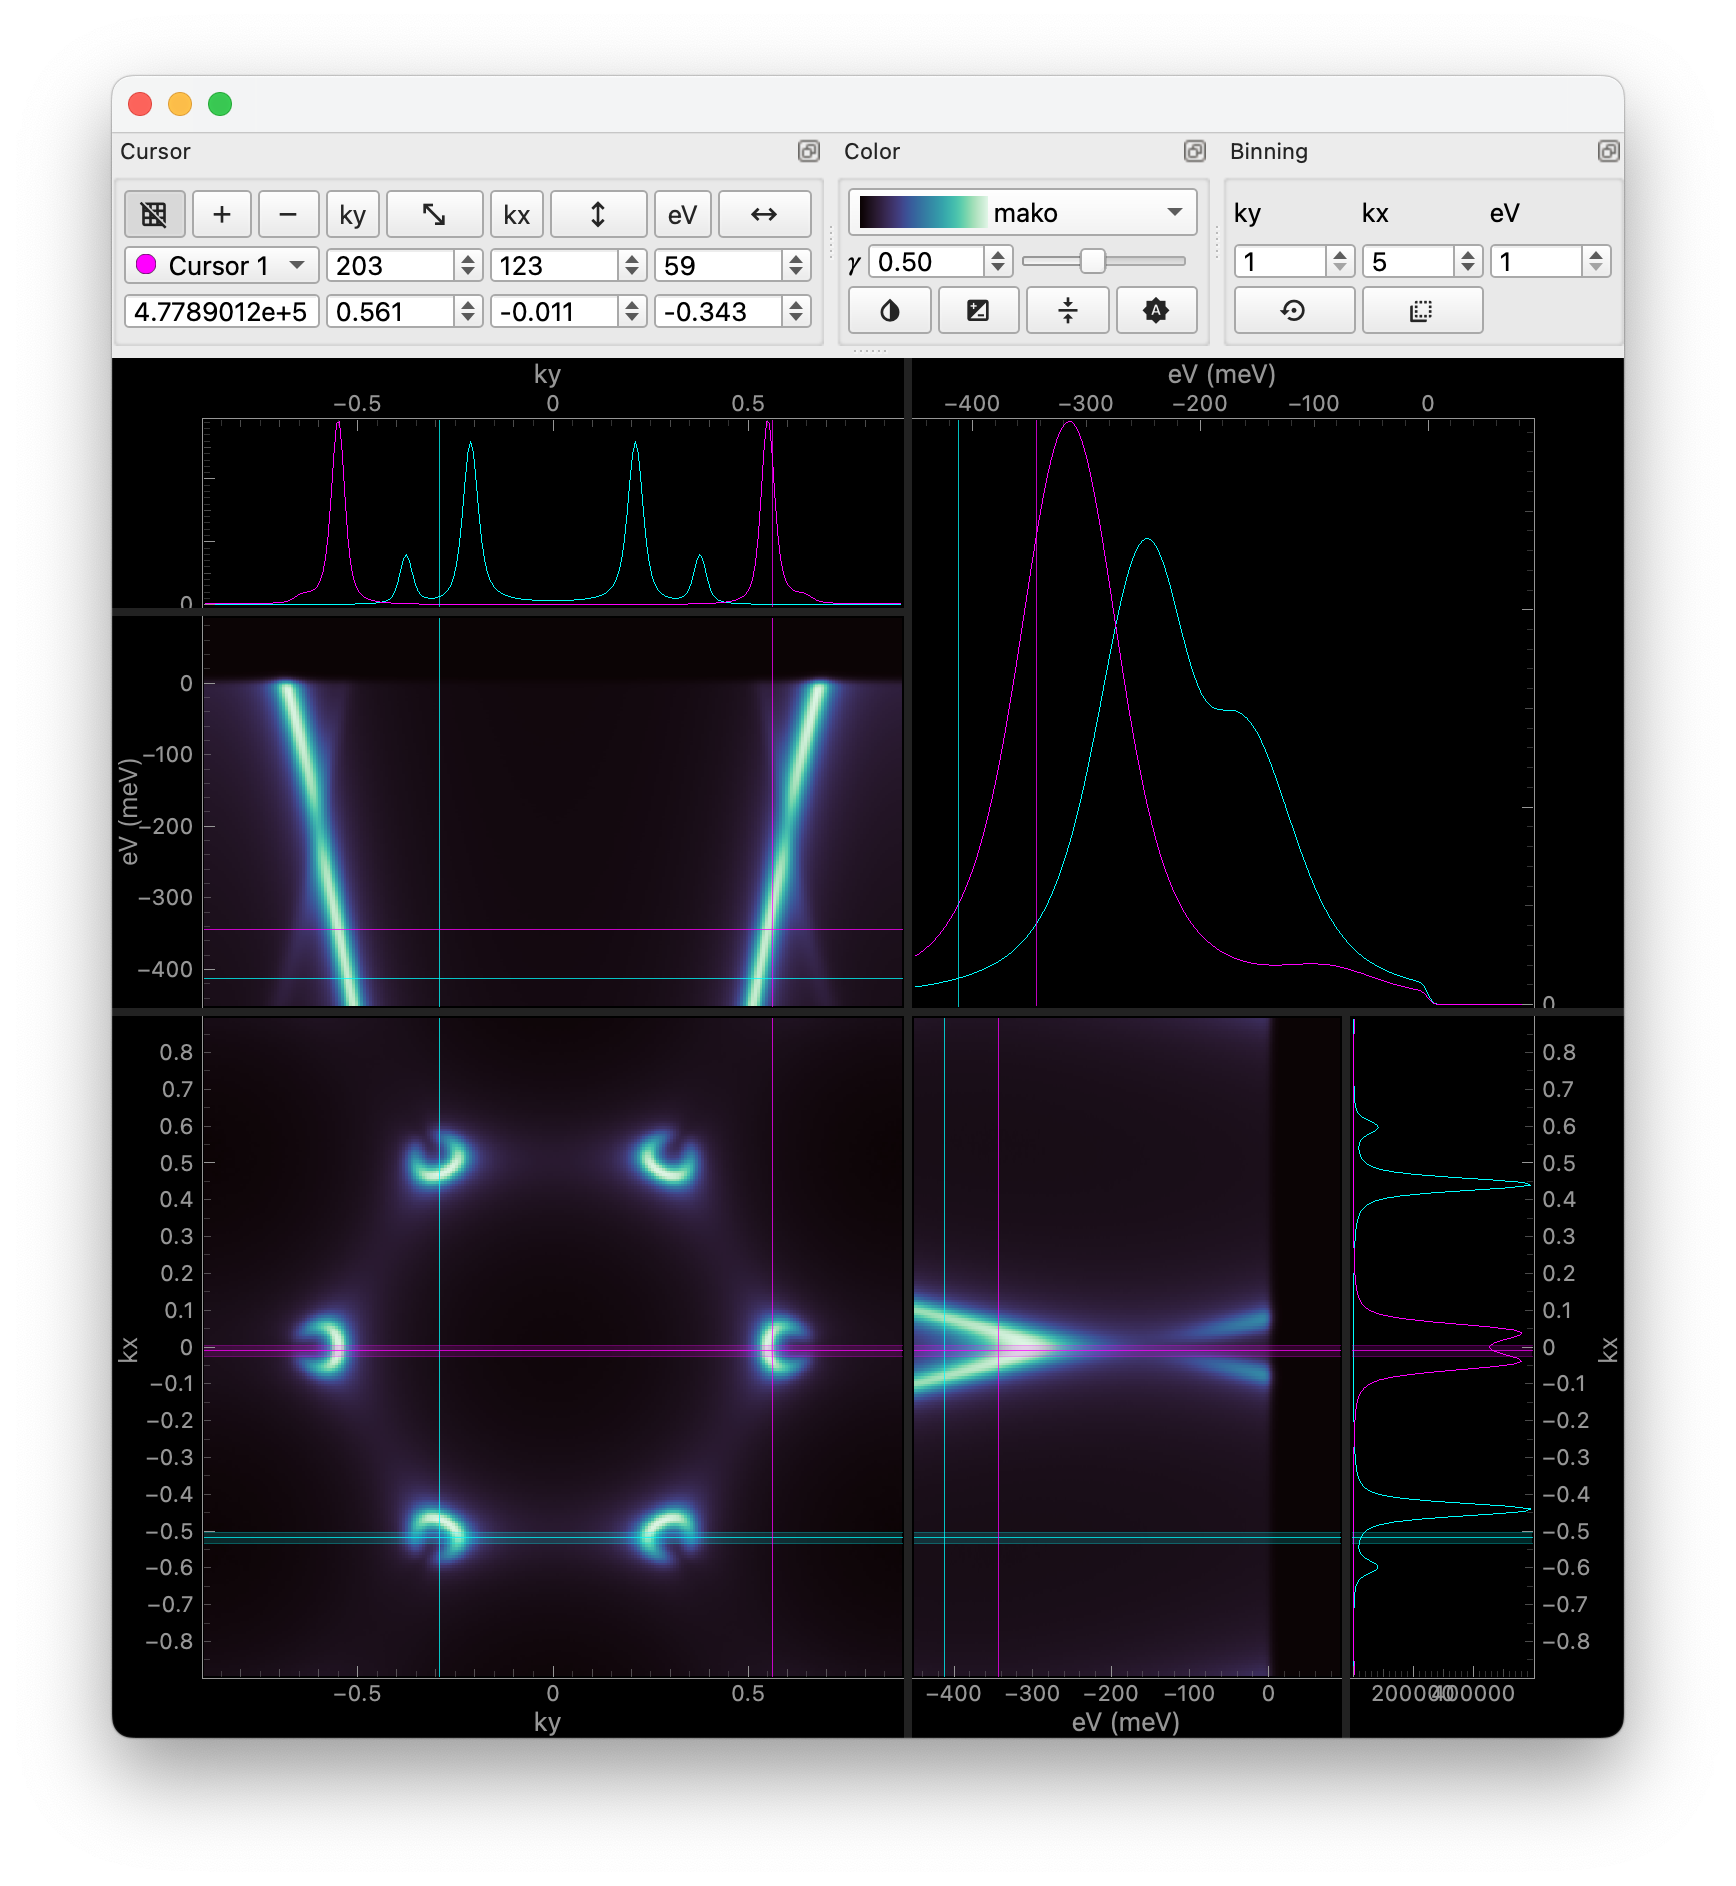 Cursor Color Binning
+ − ky kx eV mako ky kx eV
Cursor 1 203 123 59 γ 0.50 1 5 1
4.7789012e+5 0.561 -0.011 -0.343 A
ky eV (meV)
−0.5 0 0.5 −400 −300 −200 −100 0
0
0
−100
−200
−300
−400
eV (meV)
0
0.8 0.8
0.7 0.7
0.6 0.6
0.5 0.5
0.4 0.4
0.3 0.3
0.2 0.2
0.1 0.1
kx 0 0 kx
−0.1 −0.1
−0.2 −0.2
−0.3 −0.3
−0.4 −0.4
−0.5 −0.5
−0.6 −0.6
−0.7 −0.7
−0.8 −0.8
−0.5 0 0.5 −400 −300 −200 −100 0 200000 400000
ky eV (meV)